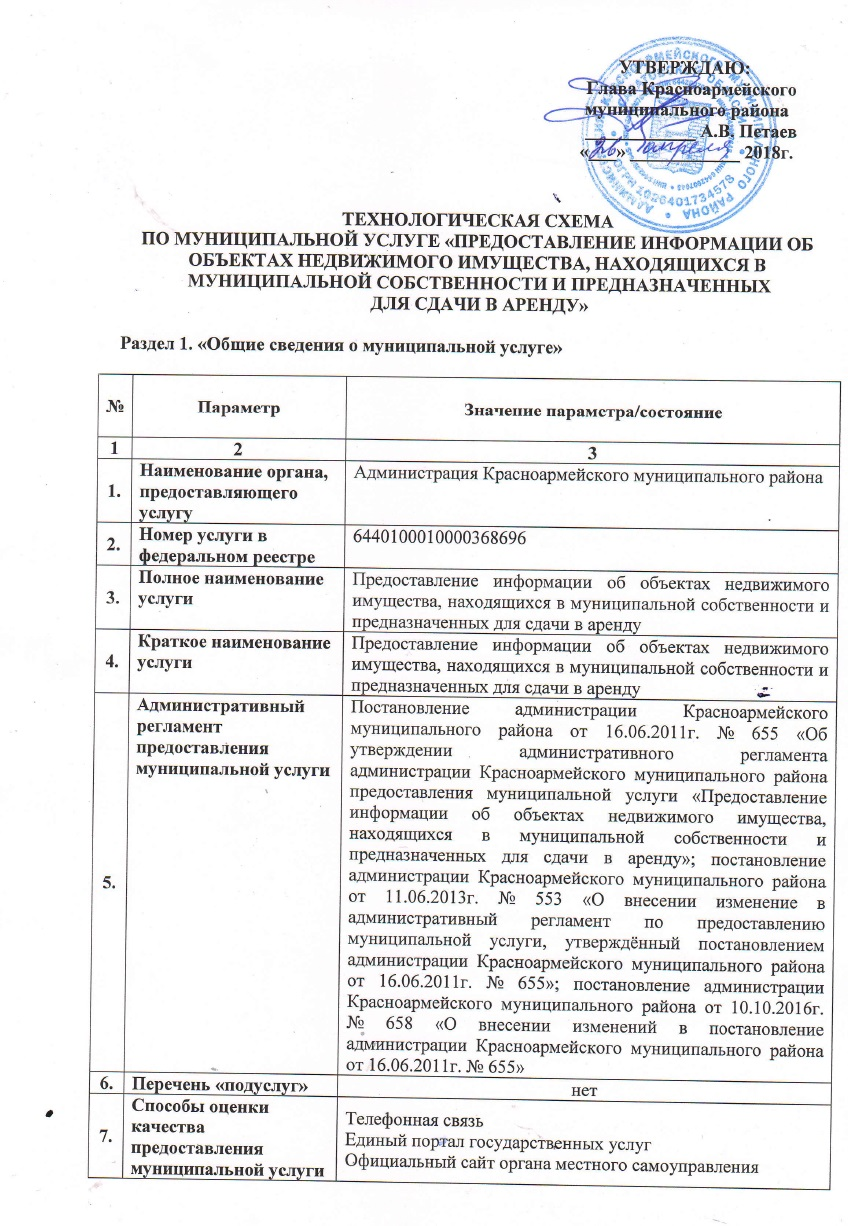 УТВЕРЖДАЮ:
Глава Красноармейского
муниципального района
А.В. Петаев
«26» апреля 2018г.
ОГРН 1026401734578
ТЕХНОЛОГИЧЕСКАЯ СХЕМА
ПО МУНИЦИПАЛЬНОЙ УСЛУГЕ «ПРЕДОСТАВЛЕНИЕ ИНФОРМАЦИИ ОБ
ОБЪЕКТАХ НЕДВИЖИМОГО ИМУЩЕСТВА, НАХОДЯЩИХСЯ В
МУНИЦИПАЛЬНОЙ СОБСТВЕННОСТИ И ПРЕДНАЗНАЧЕННЫХ
ДЛЯ СДАЧИ В АРЕНДУ»
Раздел 1. «Общие сведения о муниципальной услуге»
№ Параметр Значение параметра/состояние
1 2 3
1. Наименование органа,
предоставляющего
услугу
Администрация Красноармейского муниципального района
2. Номер услуги в
федеральном реестре
6440100010000368696
3. Полное наименование
услуги
Предоставление информации об объектах недвижимого
имущества, находящихся в муниципальной собственности и
предназначенных для сдачи в аренду
4. Краткое наименование
услуги
Предоставление информации об объектах недвижимого
имущества, находящихся в муниципальной собственности и
предназначенных для сдачи в аренду
5. Административный
регламент
предоставления
муниципальной услуги
Постановление администрации Красноармейского
муниципального района от 16.06.2011г. № 655 «Об
утверждении административного регламента
администрации Красноармейского муниципального района
предоставления муниципальной услуги «Предоставление
информации об объектах недвижимого имущества,
находящихся в муниципальной собственности и
предназначенных для сдачи в аренду»; постановление
администрации Красноармейского муниципального района
от 11.06.2013г. № 553 «О внесении изменение в
административный регламент по предоставлению
муниципальной услуги, утверждённый постановлением
администрации Красноармейского муниципального района
от 16.06.2011г. № 655»; постановление администрации
Красноармейского муниципального района от 10.10.2016г.
№ 658 «О внесении изменений в постановление
администрации Красноармейского муниципального района
от 16.06.2011г. № 655»
6. Перечень «подуслуг» нет
7. Способы оценки
качества
предоставления
муниципальной услуги
Телефонная связь
Единый портал государственных услуг
Официальный сайт органа местного самоуправления